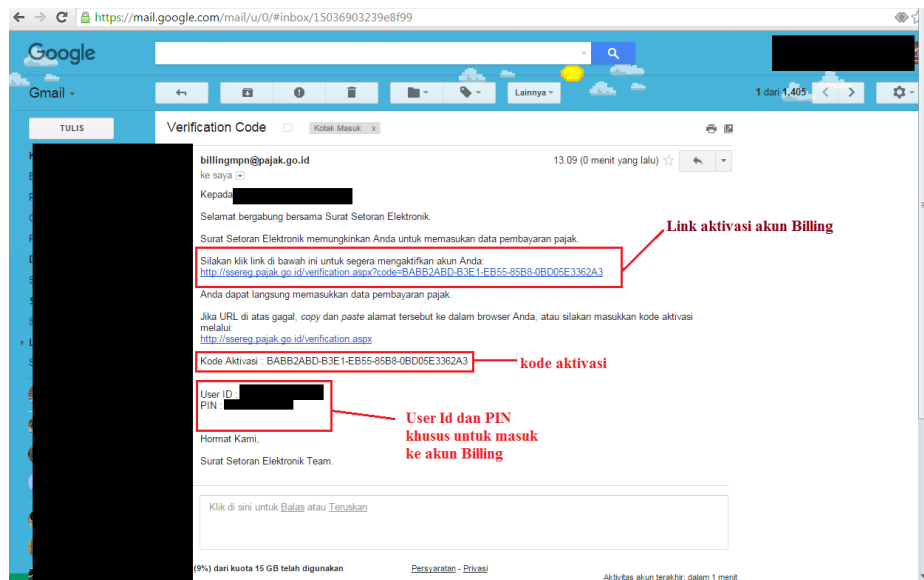 https://mail.google.com/mail/u/0/#inbox/15036903239e8f99
Google
Gmail
Lainnya
1 dari 1.405
TULIS
Verification Code
Kotak Masuk x
billingmpn@pajak.go.id
13.09 (0 menit yang lalu)
ke saya
Kepada
Selamat bergabung bersama Surat Setoran Elektronik.
Surat Setoran Elektronik memungkinkan Anda untuk memasukan data pembayaran pajak.
Link aktivasi akun Billing
Silakan klik link di bawah ini untuk segera mengaktifkan akun Anda:
http://ssereg.pajak.go.id/verification.aspx?code=BABB2ABD-B3E1-EB55-85B8-0BD05E3362A3
Anda dapat langsung memasukkan data pembayaran pajak.
Jika URL di atas gagal, copy dan paste alamat tersebut ke dalam browser Anda, atau silakan masukkan kode aktivasi
melalui:
http://ssereg.pajak.go.id/verification.aspx
Kode Aktivasi : BABB2ABD-B3E1-EB55-85B8-0BD05E3362A3
kode aktivasi
User ID :
PIN :
User Id dan PIN
khusus untuk masuk
ke akun Billing
Hormat Kami,
Surat Setoran Elektronik Team.
Klik di sini untuk Balas atau Teruskan
(9%) dari kuota 15 GB telah digunakan
Persyaratan - Privasi
Aktivitas akun terakhir: dalam 1 menit